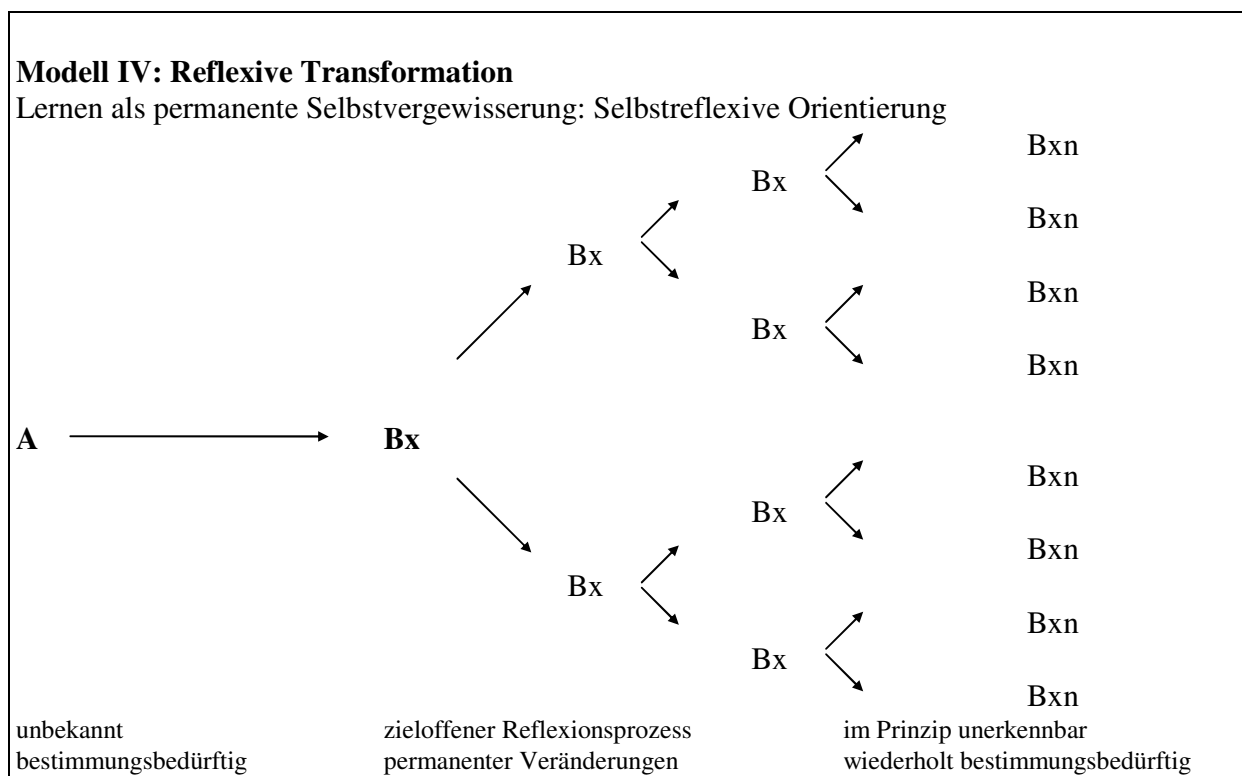 Modell IV: Reflexive Transformation
Lernen als permanente Selbstvergewisserung: Selbstreflexive Orientierung
Bxn
Bx
Bxn
Bx
Bxn
Bx
Bxn
A Bx
Bxn
Bx
Bxn
Bx
Bxn
Bx
Bxn
unbekannt zieloffener Reflexionsprozess im Prinzip unerkennbar
bestimmungsbedürftig permanenter Veränderungen wiederholt bestimmungsbedürftig